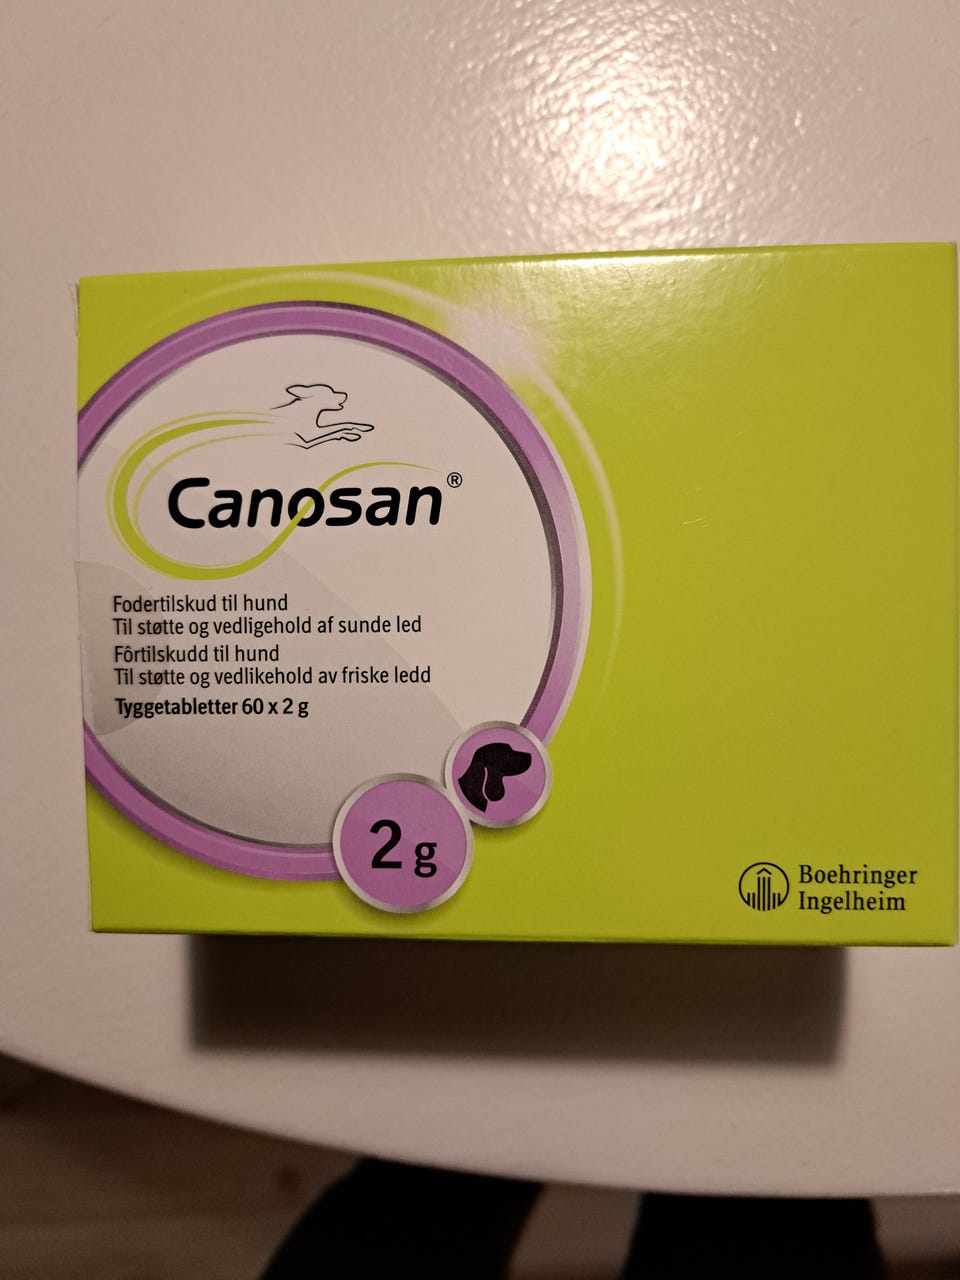 Canosan®
Fodertilskud til hund
Til støtte og vedligehold af sunde led
Fôrtilskudd til hund
Til støtte og vedlikehold av friske ledd
Tyggetabletter 60 x 2 g
2 g
Boehringer
Ingelheim